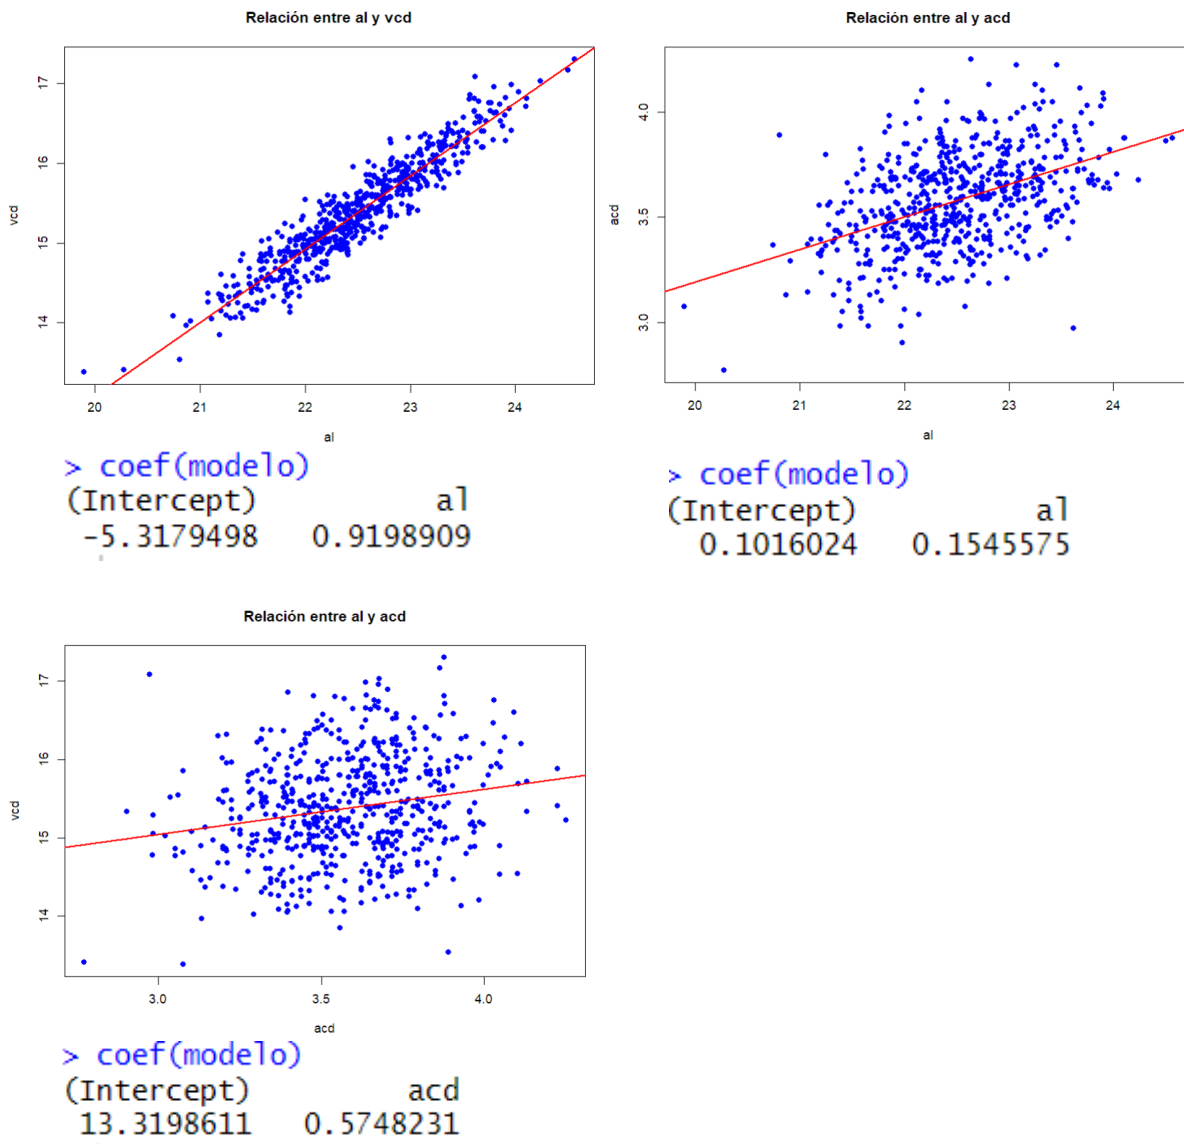 Relación entre al y vcd
17
16
15
14
vcd
20 21 22 23 24
al
> coef(modelo)
(Intercept) al
-5.3179498 0.9198909
Relación entre al y acd
4.0
3.5
3.0
acd
20 21 22 23 24
al
> coef(modelo)
(Intercept) al
0.1016024 0.1545575
Relación entre al y acd
17
16
15
14
vcd
3.0 3.5 4.0
acd
> coef(modelo)
(Intercept) acd
13.3198611 0.5748231